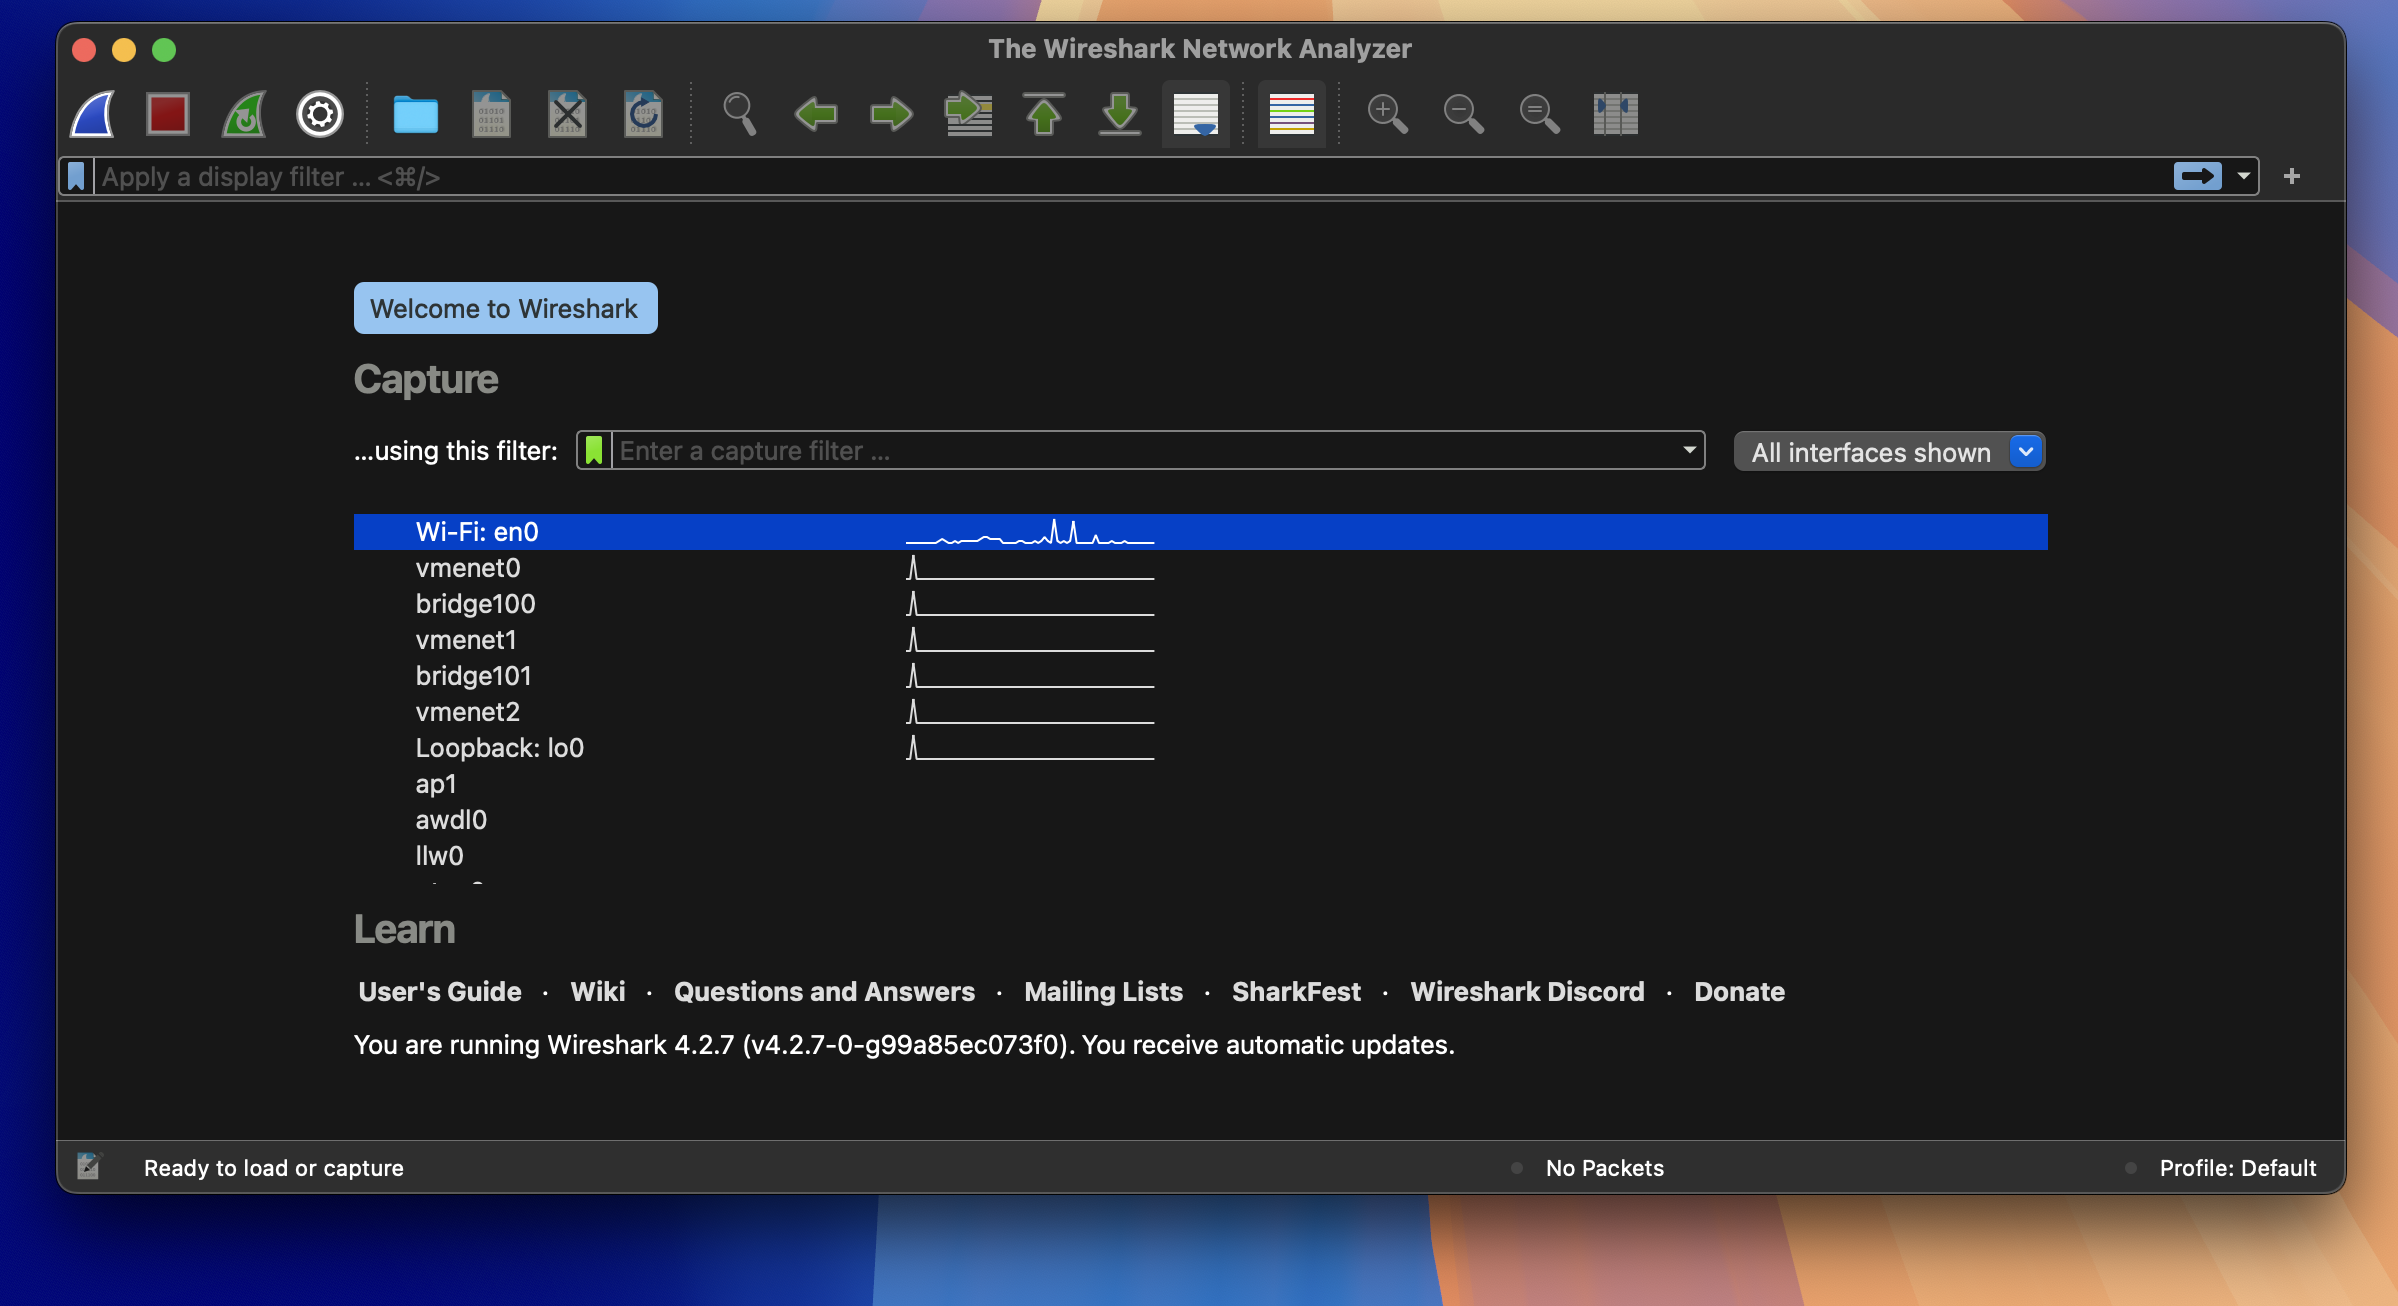 The Wireshark Network Analyzer
Apply a display filter ... <⌘/>
Welcome to Wireshark
Capture
...using this filter: Enter a capture filter ... All interfaces shown
Wi-Fi: en0
vmenet0
bridge100
vmenet1
bridge101
vmenet2
Loopback: lo0
ap1
awdl0
llw0
Learn
User's Guide · Wiki · Questions and Answers · Mailing Lists · SharkFest · Wireshark Discord · Donate
You are running Wireshark 4.2.7 (v4.2.7-0-g99a85ec073f0). You receive automatic updates.
Ready to load or capture No Packets Profile: Default